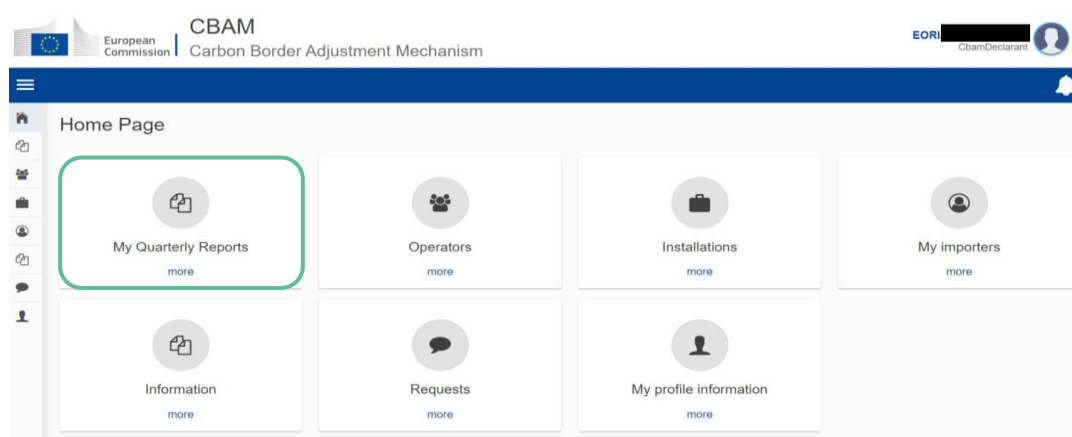 European
Commission
CBAM
Carbon Border Adjustment Mechanism
EORI
CbamDeclarant
Home Page
My Quarterly Reports
more
Operators
more
Installations
more
My importers
more
Information
more
Requests
more
My profile information
more